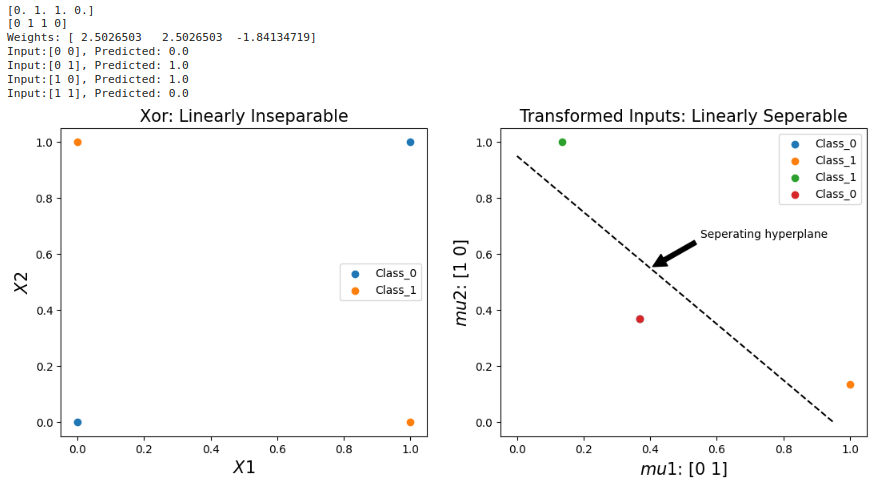 [0. 1. 1. 0.]
[0 1 1 0]
Weights: [ 2.5026503   2.5026503  -1.84134719]
Input:[0 0], Predicted: 0.0
Input:[0 1], Predicted: 1.0
Input:[1 0], Predicted: 1.0
Input:[1 1], Predicted: 0.0
Xor: Linearly Inseparable
1.0
0.8
0.6
0.4
0.2
0.0
X2
Class_0
Class_1
0.0 0.2 0.4 0.6 0.8 1.0
X1
Transformed Inputs: Linearly Seperable
1.0
0.8
0.6
0.4
0.2
0.0
mu2: [1 0]
Class_0
Class_1
Class_1
Class_0
Seperating hyperplane
0.0 0.2 0.4 0.6 0.8 1.0
mu1: [0 1]